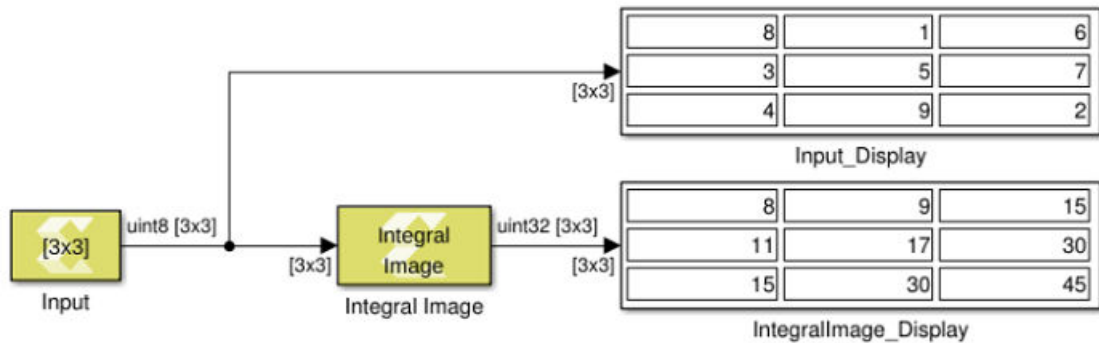 8 1 6
3 5 7
4 9 2
[3x3]
Input_Display
uint8 [3x3]
[3x3]
Input
[3x3]
Integral
Image
Integral Image
uint32 [3x3]
[3x3]
8 9 15
11 17 30
15 30 45
IntegralImage_Display